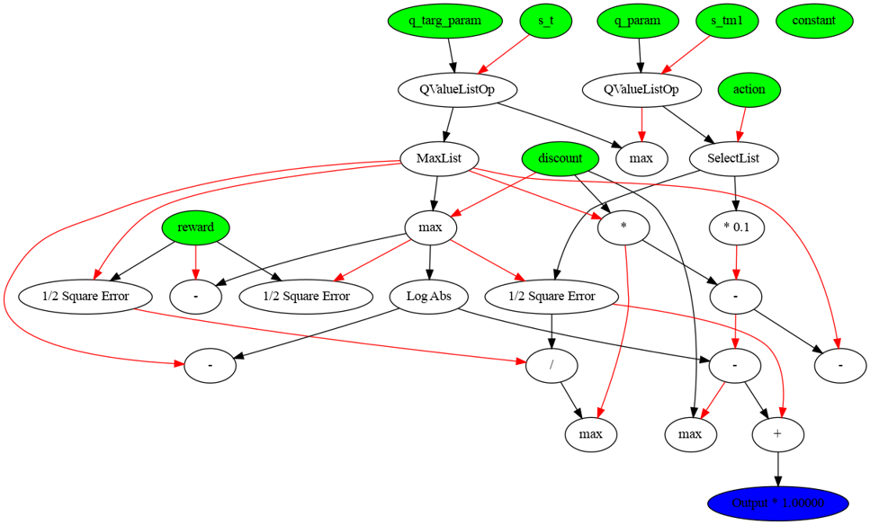 q_targ_param
s_t
q_param
s_tm1
constant
QValueListOp
QValueListOp
action
MaxList
discount
max
SelectList
reward
max
*
* 0.1
1/2 Square Error
-
1/2 Square Error
Log Abs
1/2 Square Error
-
-
/
-
-
max
max
+
Output * 1.00000